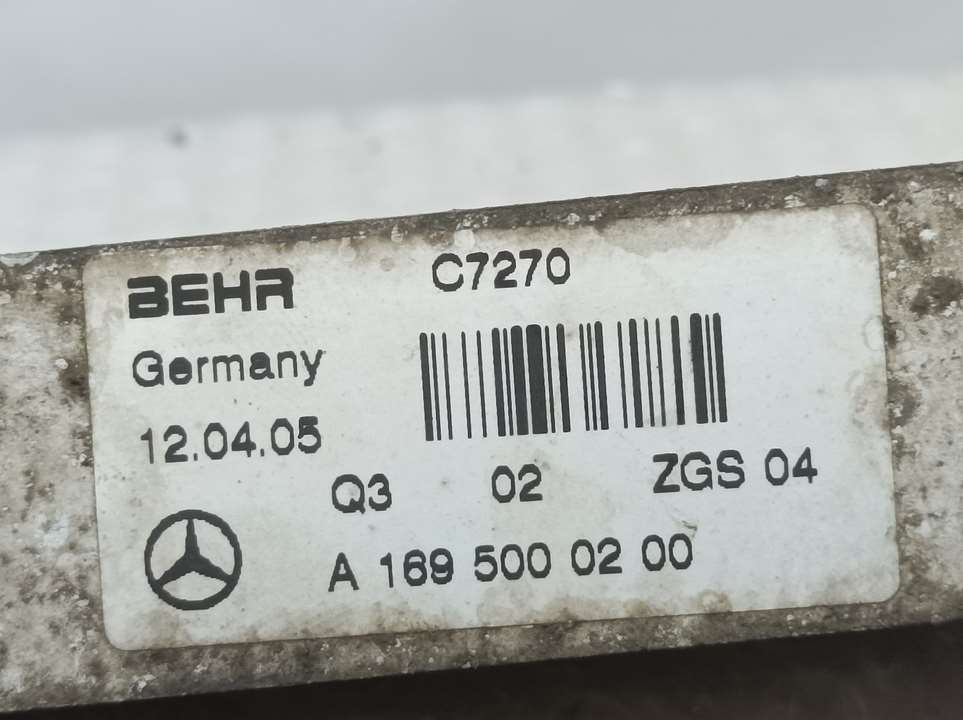 BEHR C7270
Germany
12.04.05
Q3 02 ZGS 04
A 169 500 02 00